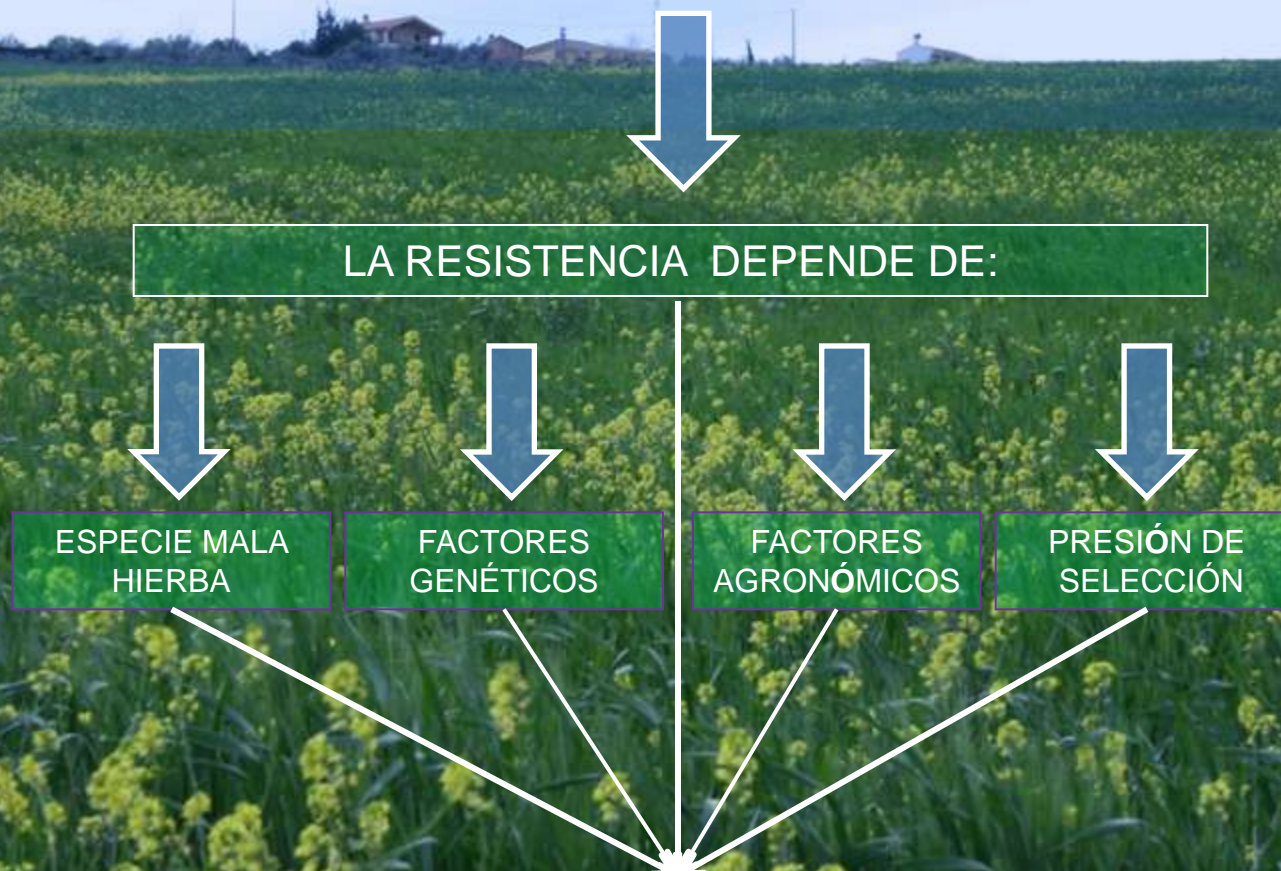 LA RESISTENCIA DEPENDE DE:
ESPECIE MALA
HIERBA
FACTORES
GENÉTICOS
FACTORES
AGRONÓMICOS
PRESIÓN DE
SELECCIÓN